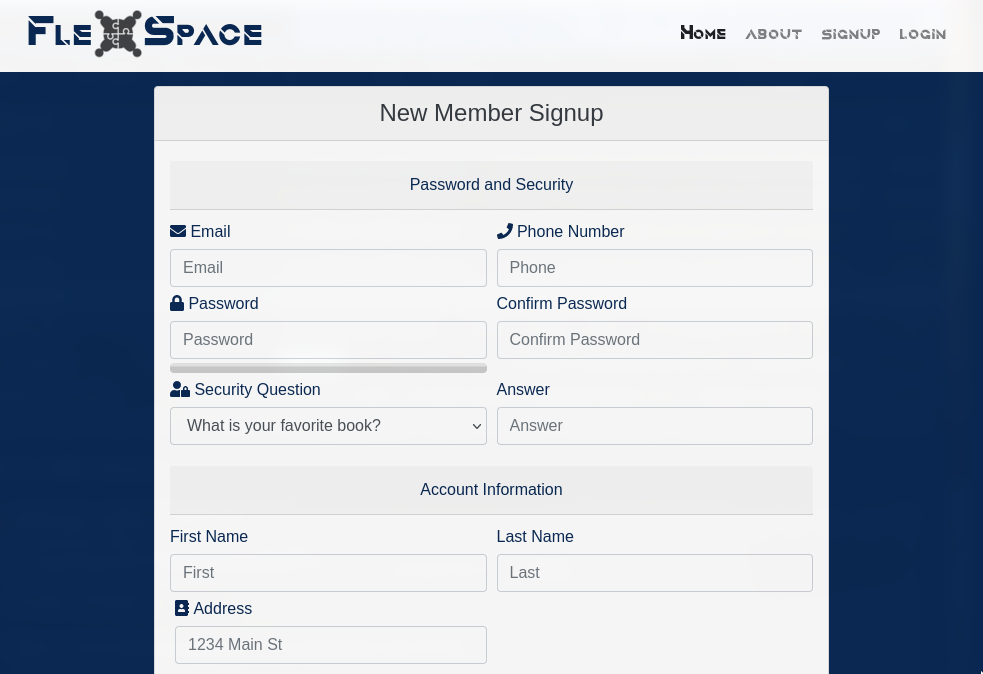 FLE SPACE
HOME ABOUT SIGNUP LOGIN
New Member Signup
Password and Security
Email Phone Number
Email Phone
Password Confirm Password
Password Confirm Password
Security Question Answer
What is your favorite book? Answer
Account Information
First Name Last Name
First Last
Address
1234 Main St